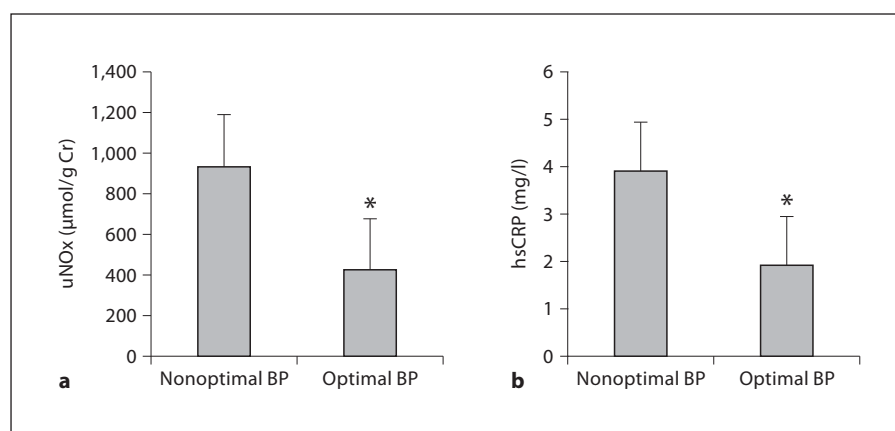 1,400
1,200
1,000
800
600
400
200
0
uNOx (μmol/g Cr)
*
Nonoptimal BP
Optimal BP
a
6
5
4
3
2
1
0
hsCRP (mg/l)
*
Nonoptimal BP
Optimal BP
b